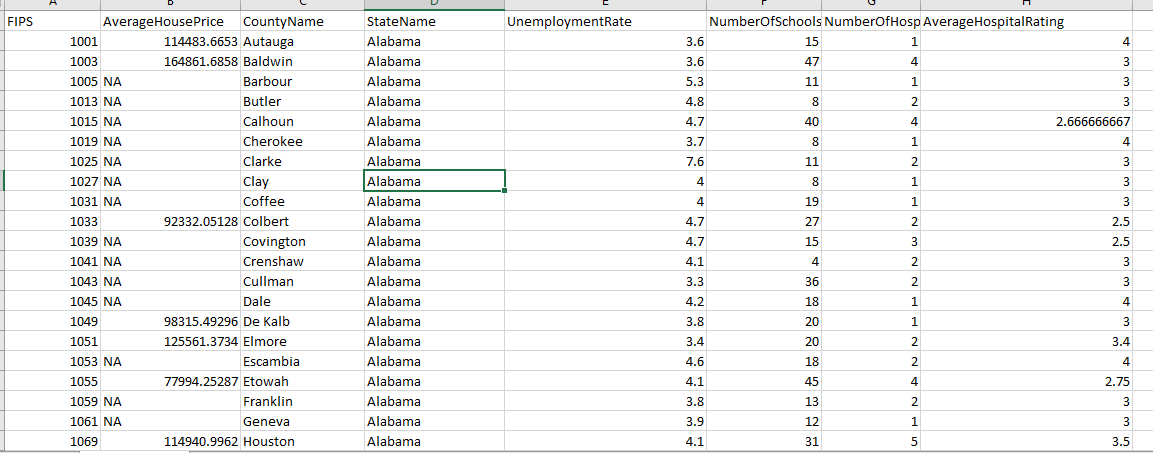 A B C D E F G H
FIPS AverageHousePrice CountyName StateName UnemploymentRate NumberOfSchools NumberOfHosp AverageHospitalRating
1001 114483.6653 Autauga Alabama 3.6 15 1 4
1003 164861.6858 Baldwin Alabama 3.6 47 4 3
1005 NA Barbour Alabama 5.3 11 1 3
1013 NA Butler Alabama 4.8 8 2 3
1015 NA Calhoun Alabama 4.7 40 4 2.666666667
1019 NA Cherokee Alabama 3.7 8 1 4
1025 NA Clarke Alabama 7.6 11 2 3
1027 NA Clay Alabama 4 8 1 3
1031 NA Coffee Alabama 4 19 1 3
1033 92332.05128 Colbert Alabama 4.7 27 2 2.5
1039 NA Covington Alabama 4.7 15 3 2.5
1041 NA Crenshaw Alabama 4.1 4 2 3
1043 NA Cullman Alabama 3.3 36 2 3
1045 NA Dale Alabama 4.2 18 1 4
1049 98315.49296 De Kalb Alabama 3.8 20 1 3
1051 125561.3734 Elmore Alabama 3.4 20 2 3.4
1053 NA Escambia Alabama 4.6 18 2 4
1055 77994.25287 Etowah Alabama 4.1 45 4 2.75
1059 NA Franklin Alabama 3.8 13 2 3
1061 NA Geneva Alabama 3.9 12 1 3
1069 114940.9962 Houston Alabama 4.1 31 5 3.5